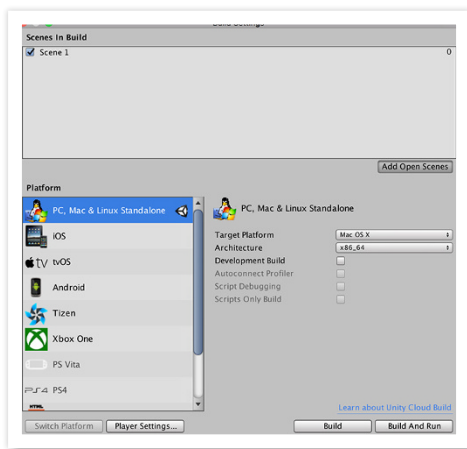 Build Settings
Scenes In Build
Scene 1 0
Add Open Scenes
Platform
PC, Mac & Linux Standalone
iOS
tv tvOS
Android
Tizen
Xbox One
PS Vita
PS4 PS4
HTML
PC, Mac & Linux Standalone
Target Platform Mac OS X
Architecture x86_64
Development Build
Autoconnect Profiler
Script Debugging
Scripts Only Build
Learn about Unity Cloud Build
Switch Platform Player Settings... Build Build And Run